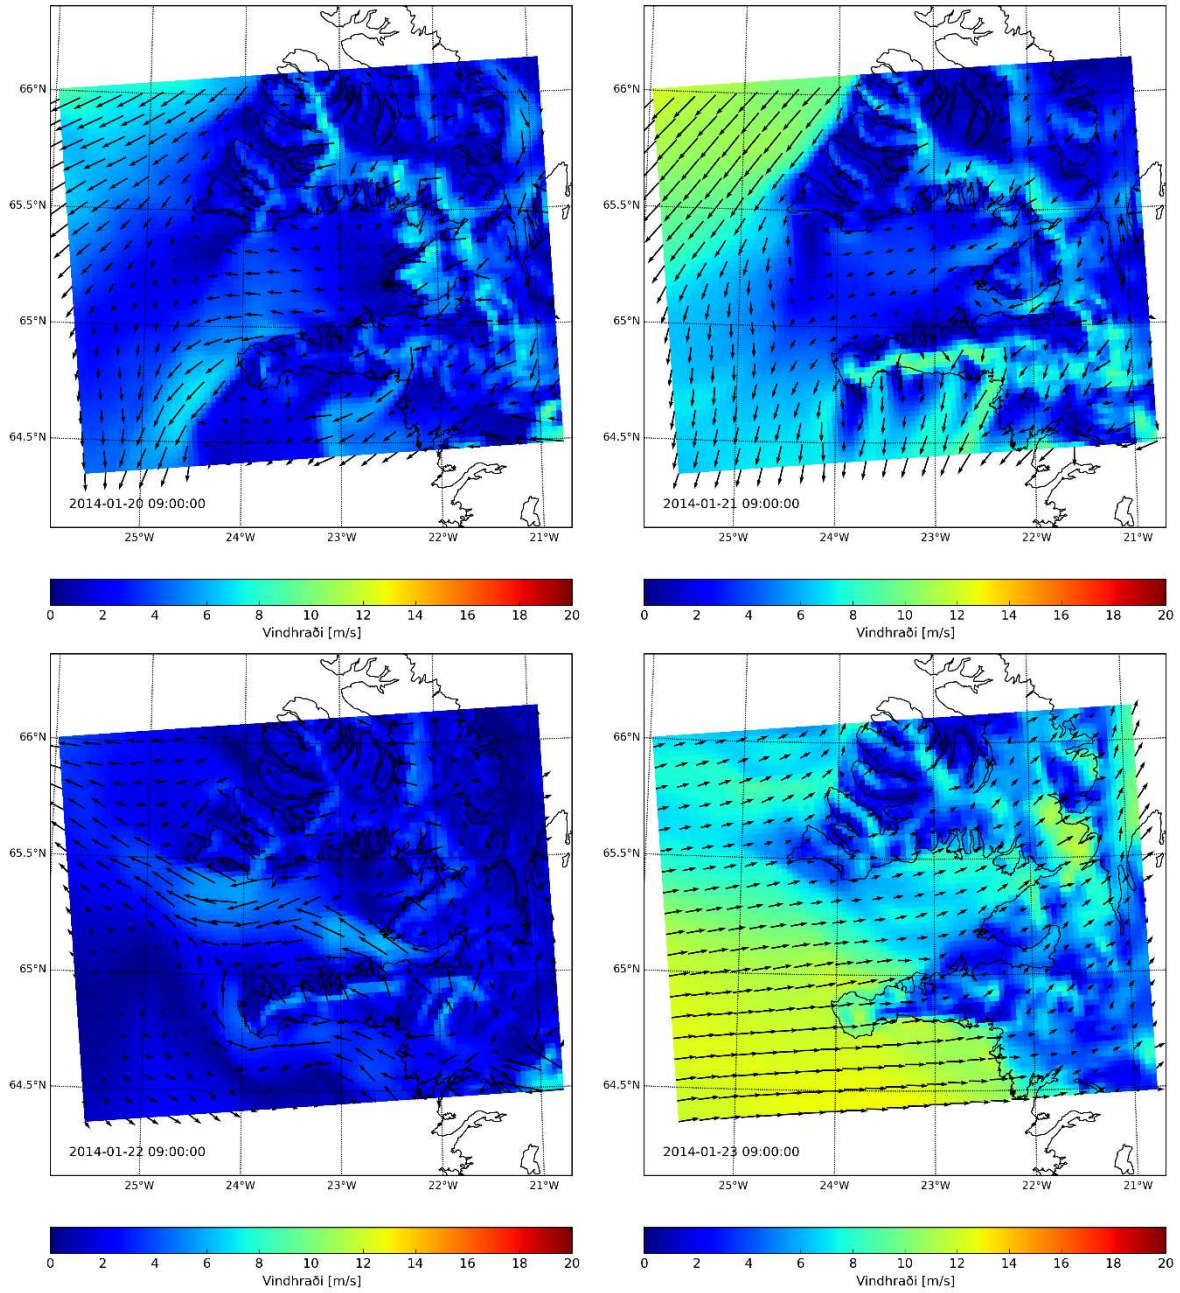 66°N
65.5°N
65°N
64.5°N
2014-01-20 09:00:00
25°W 24°W 23°W 22°W 21°W
0 2 4 6 8 10 12 14 16 18 20
Vindhraði [m/s]
66°N
65.5°N
65°N
64.5°N
2014-01-21 09:00:00
25°W 24°W 23°W 22°W 21°W
0 2 4 6 8 10 12 14 16 18 20
Vindhraði [m/s]
66°N
65.5°N
65°N
64.5°N
2014-01-22 09:00:00
25°W 24°W 23°W 22°W 21°W
0 2 4 6 8 10 12 14 16 18 20
Vindhraði [m/s]
66°N
65.5°N
65°N
64.5°N
2014-01-23 09:00:00
25°W 24°W 23°W 22°W 21°W
0 2 4 6 8 10 12 14 16 18 20
Vindhraði [m/s]